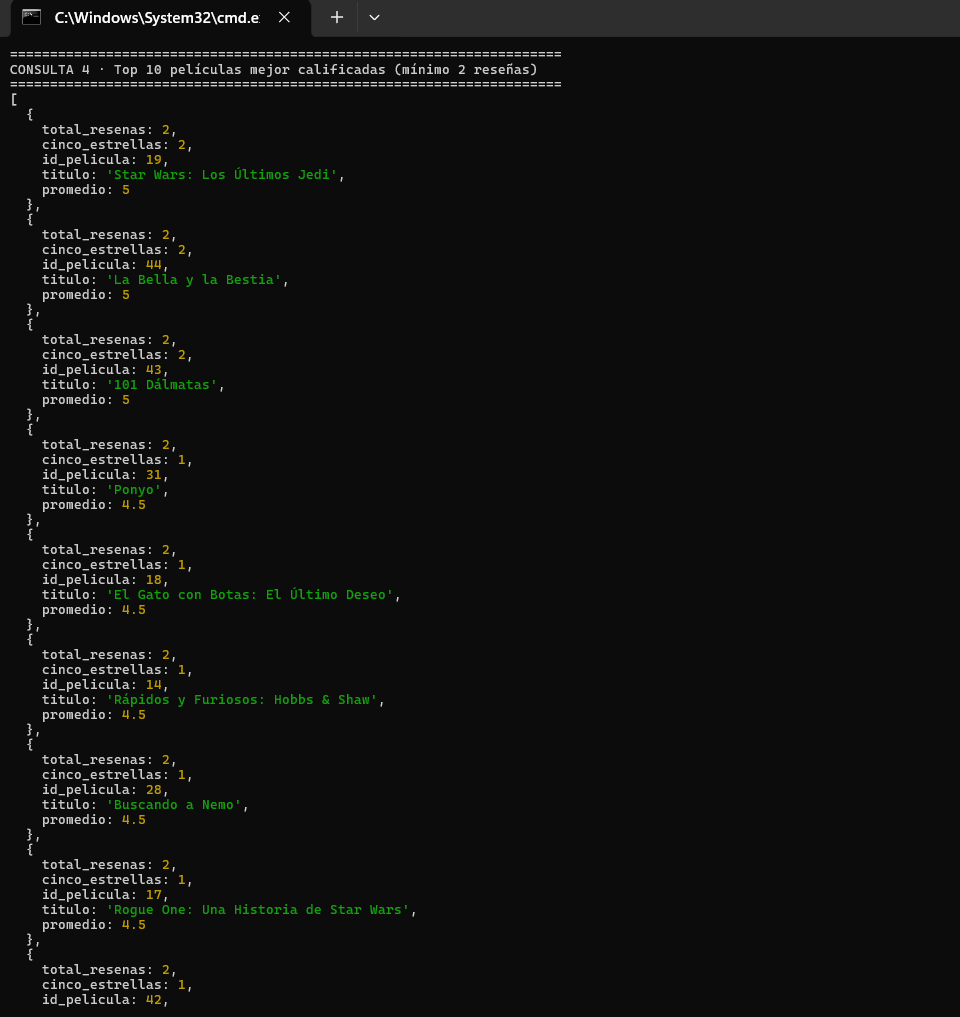 C:\Windows\System32\cmd.e
=====================================================================
CONSULTA 4 · Top 10 películas mejor calificadas (mínimo 2 reseñas)
=====================================================================
[
  {
    total_resenas: 2,
    cinco_estrellas: 2,
    id_pelicula: 19,
    titulo: 'Star Wars: Los Últimos Jedi',
    promedio: 5
  },
  {
    total_resenas: 2,
    cinco_estrellas: 2,
    id_pelicula: 44,
    titulo: 'La Bella y la Bestia',
    promedio: 5
  },
  {
    total_resenas: 2,
    cinco_estrellas: 2,
    id_pelicula: 43,
    titulo: '101 Dálmatas',
    promedio: 5
  },
  {
    total_resenas: 2,
    cinco_estrellas: 1,
    id_pelicula: 31,
    titulo: 'Ponyo',
    promedio: 4.5
  },
  {
    total_resenas: 2,
    cinco_estrellas: 1,
    id_pelicula: 18,
    titulo: 'El Gato con Botas: El Último Deseo',
    promedio: 4.5
  },
  {
    total_resenas: 2,
    cinco_estrellas: 1,
    id_pelicula: 14,
    titulo: 'Rápidos y Furiosos: Hobbs & Shaw',
    promedio: 4.5
  },
  {
    total_resenas: 2,
    cinco_estrellas: 1,
    id_pelicula: 28,
    titulo: 'Buscando a Nemo',
    promedio: 4.5
  },
  {
    total_resenas: 2,
    cinco_estrellas: 1,
    id_pelicula: 17,
    titulo: 'Rogue One: Una Historia de Star Wars',
    promedio: 4.5
  },
  {
    total_resenas: 2,
    cinco_estrellas: 1,
    id_pelicula: 42,